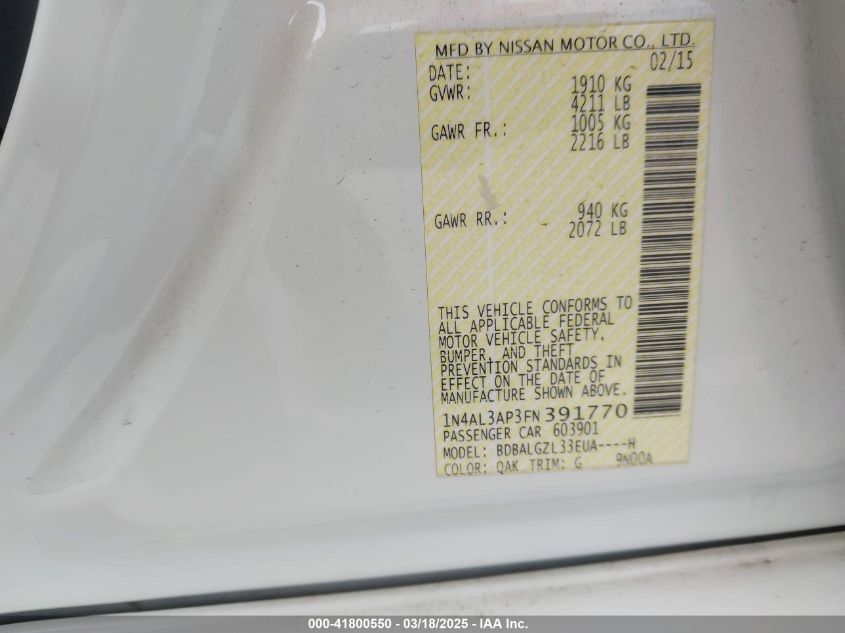 MFD BY NISSAN MOTOR CO., LTD.
DATE: 02/15
GVWR: 1910 KG
4211 LB
GAWR FR.: 1005 KG
2216 LB
GAWR RR.: 940 KG
2072 LB
THIS VEHICLE CONFORMS TO
ALL APPLICABLE FEDERAL
MOTOR VEHICLE SAFETY,
BUMPER, AND THEFT
PREVENTION STANDARDS IN
EFFECT ON THE DATE OF
MANUFACTURE SHOWN ABOVE.
1N4AL3AP3FN391770
PASSENGER CAR 603901
MODEL: BDBALGZL33EUA----H
COLOR: QAK TRIM: G 9N00A
000-41800550 - 03/18/2025 - IAA Inc.